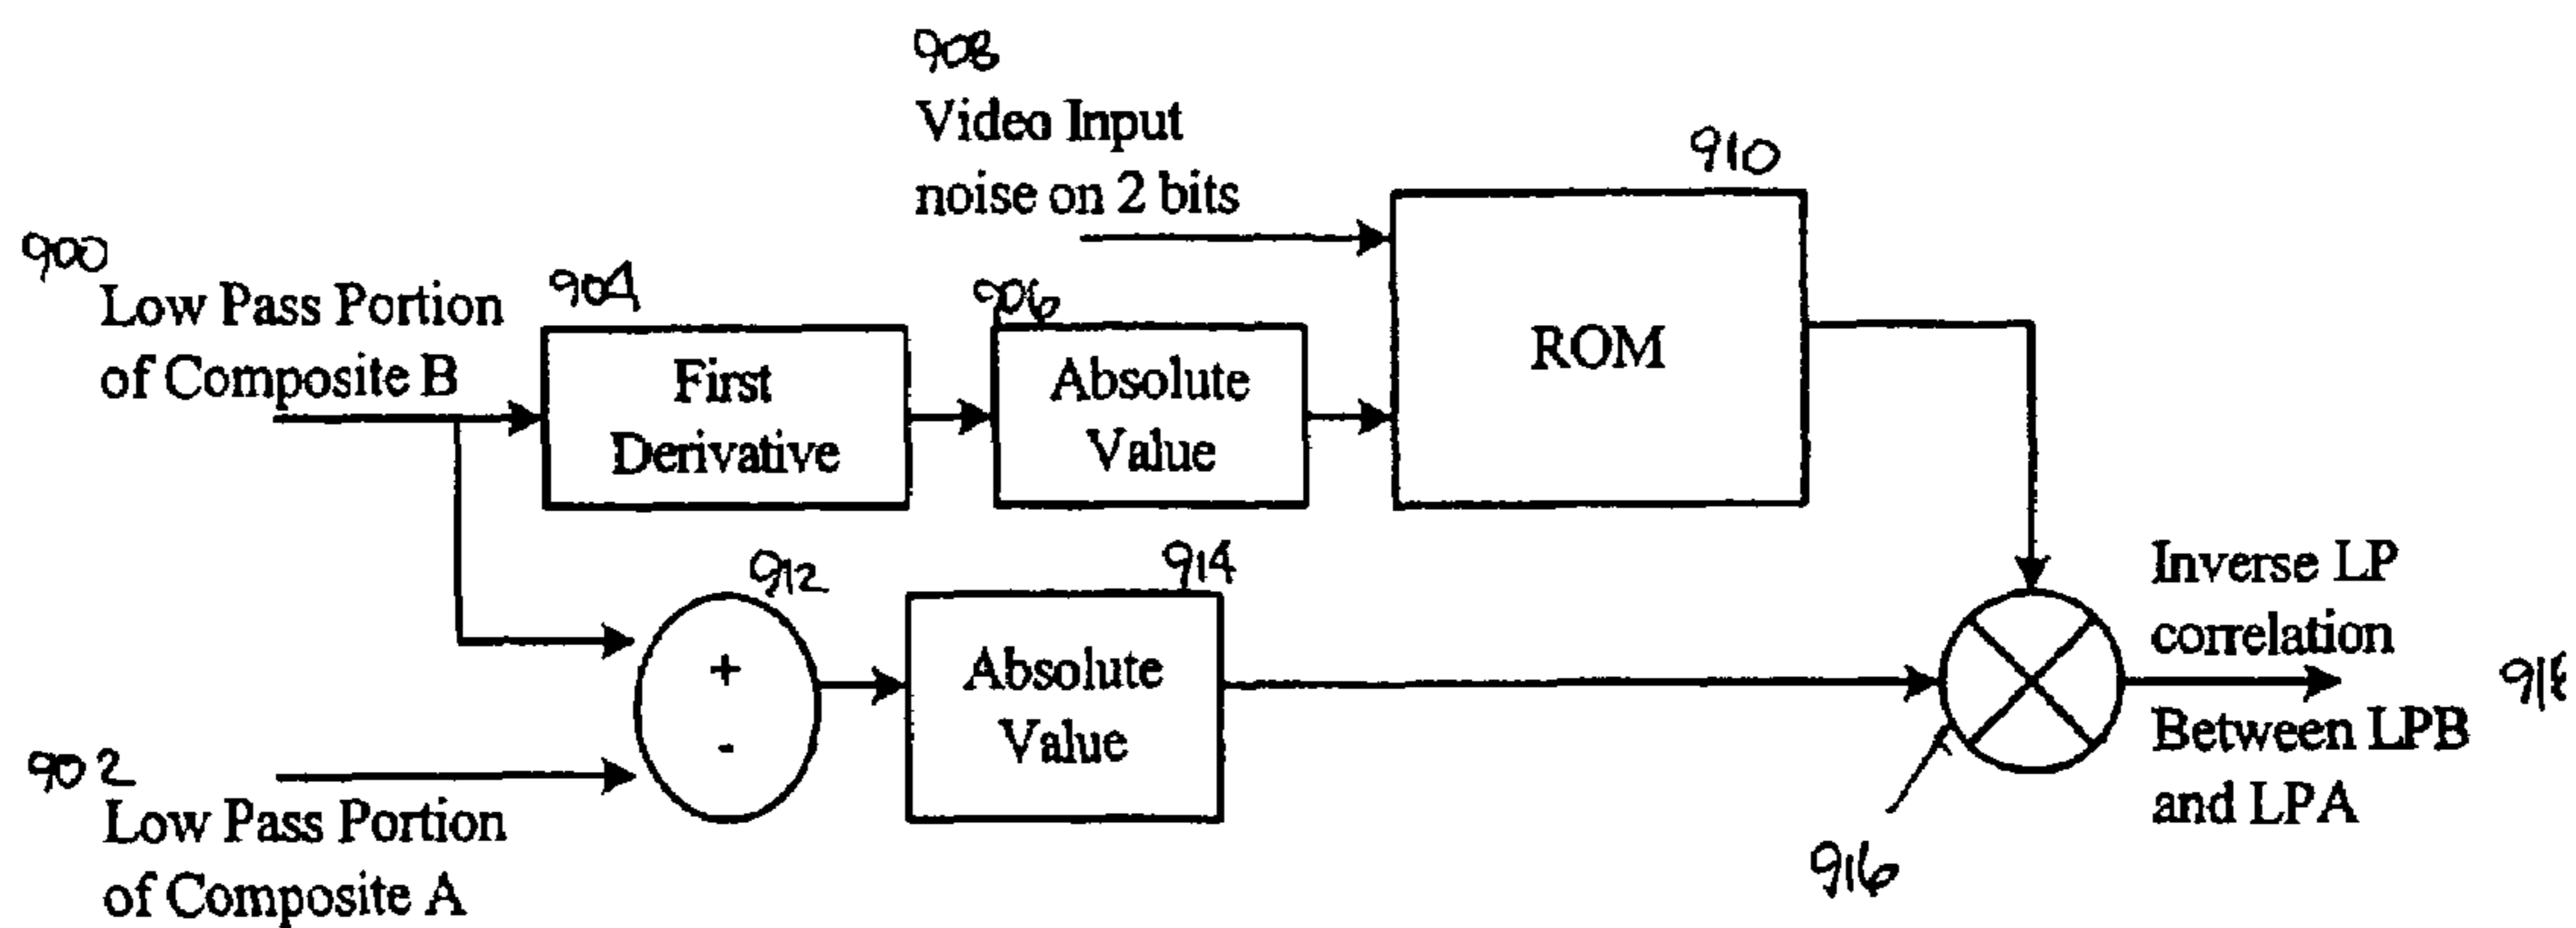 908
Video Input
noise on 2 bits
910
900
Low Pass Portion
of Composite B
904
First
Derivative
906
Absolute
Value
ROM
912
+
-
914
Absolute
Value
Inverse LP
correlation
Between LPB
and LPA
916
902
Low Pass Portion
of Composite A